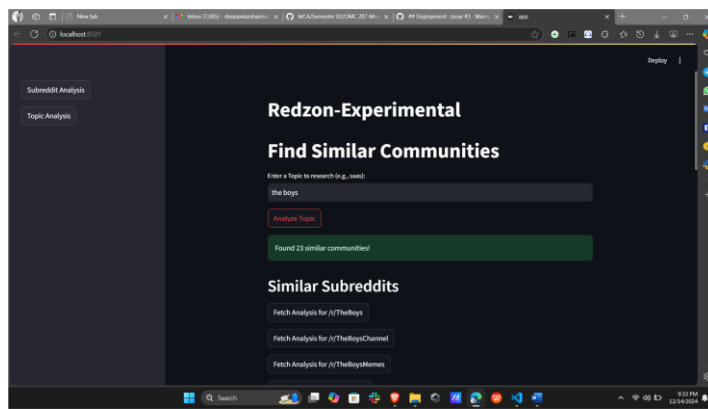 New tab
Inbox (7,085) - deepankarsharma
MCA/Semester 02/OMC 207 Min
## Deployment -Issue #3 - Warn
app
localhost:8501
Deploy
Subreddit Analysis
Topic Analysis
Redzon-Experimental
Find Similar Communities
Enter a Topic to research (e.g., saas):
the boys
Analyze Topic
Found 23 similar communities!
Similar Subreddits
Fetch Analysis for /r/TheBoys
Fetch Analysis for /r/TheBoysChannel
Fetch Analysis for /r/TheBoysMemes
Search
9:33 PM
12/14/2024